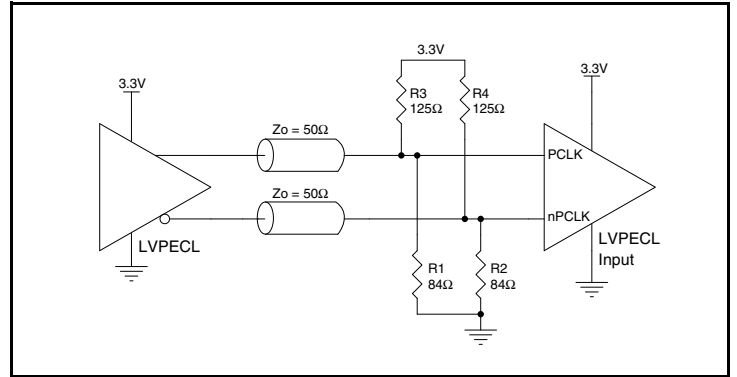 3.3V
3.3V
3.3V
R3
125Ω
R4
125Ω
Zo = 50Ω
PCLK
Zo = 50Ω
nPCLK
LVPECL
LVPECL
Input
R1
84Ω
R2
84Ω